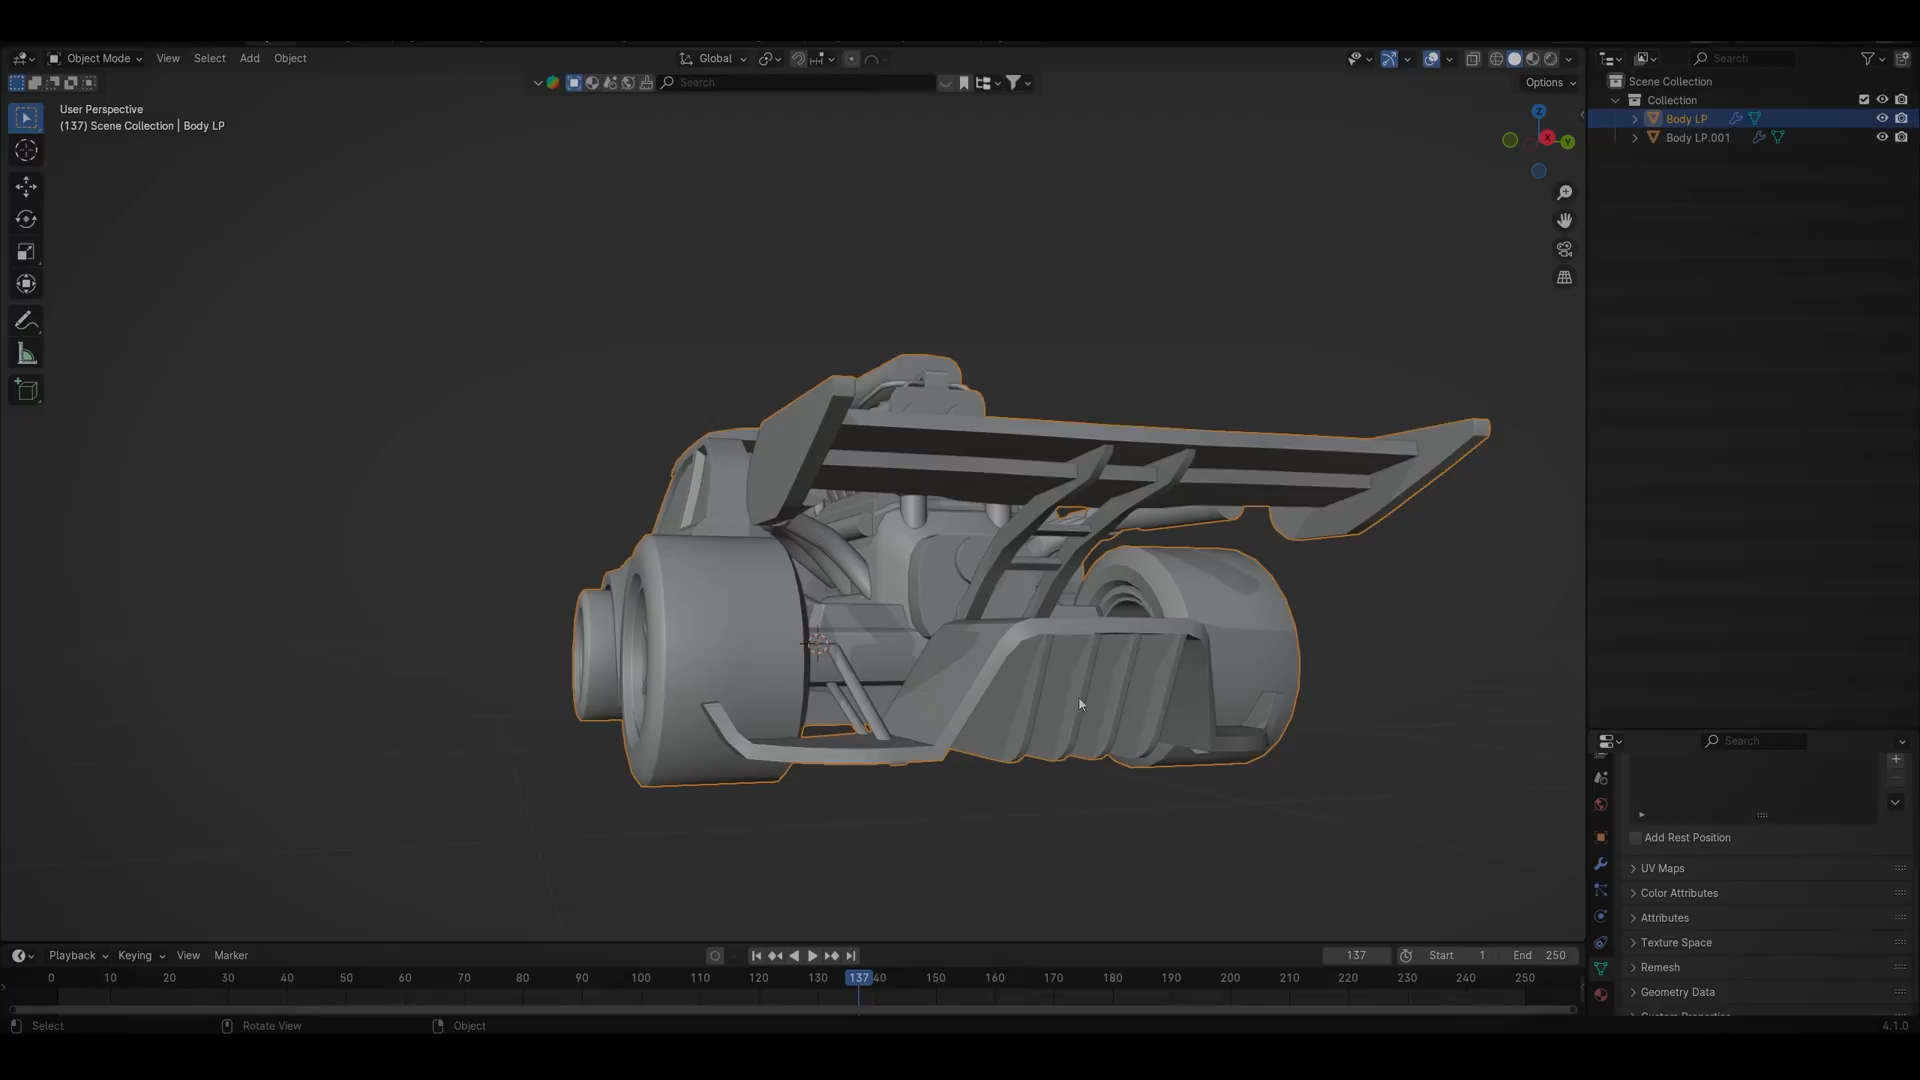 Object Mode View Select Add Object Global Search
Search Options
User Perspective
(137) Scene Collection | Body LP
Z
X
Y
Scene Collection
Collection
Body LP
Body LP.001
Search
Add Rest Position
UV Maps
Color Attributes
Attributes
Texture Space
Remesh
Geometry Data
Playback Keying View Marker 137 Start 1 End 250
0 10 20 30 40 50 60 70 80 90 100 110 120 130 137 40 150 160 170 180 190 200 210 220 230 240 250
Select Rotate View Object 4.1.0